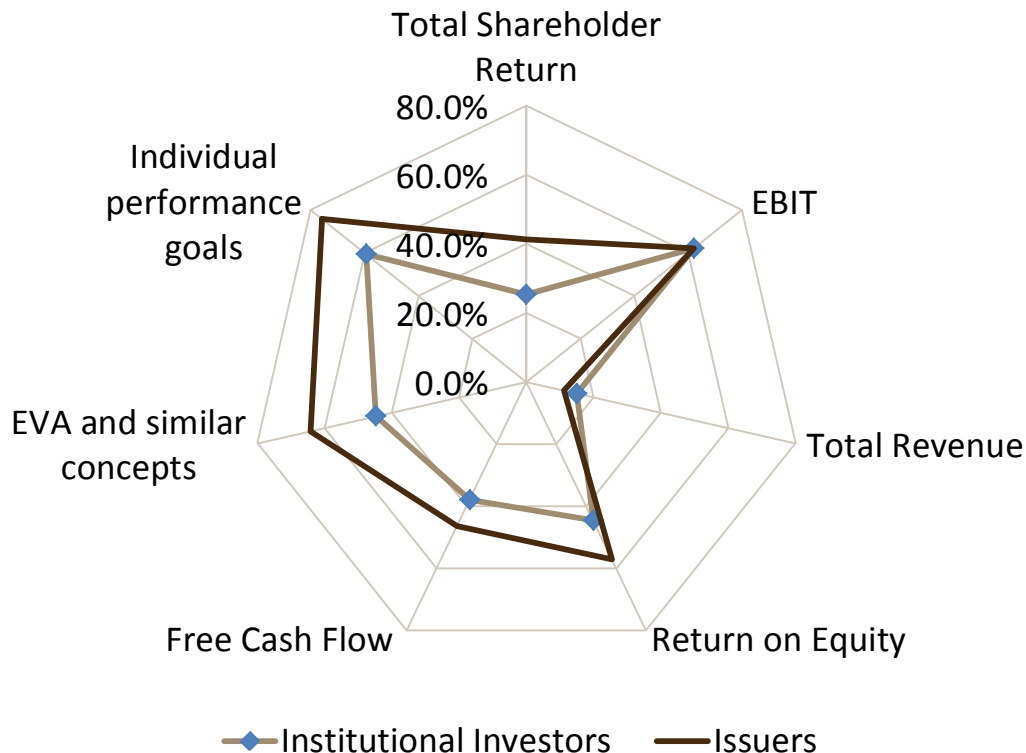 Total Shareholder
Return
80.0%
60.0%
40.0%
20.0%
0.0%
EBIT
Total Revenue
Return on Equity
Free Cash Flow
EVA and similar
concepts
Individual
performance
goals
Institutional Investors
Issuers